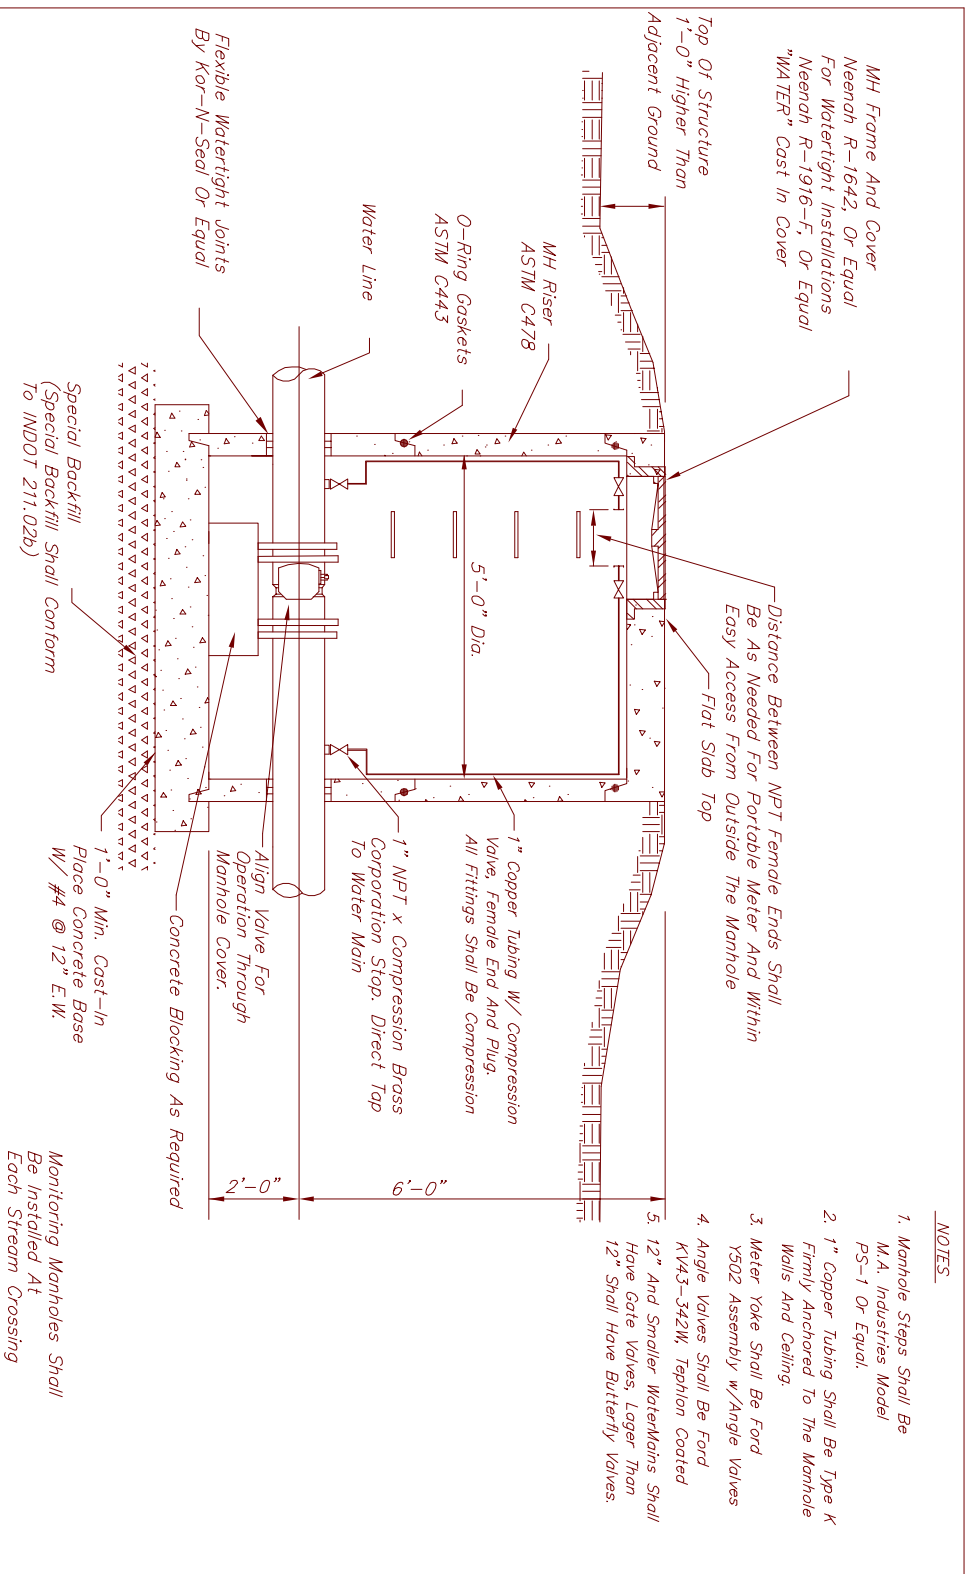 MH Frame And Cover
Neenah R-1642, Or Equal
For Watertight Installations
Neenah R-1916-F, Or Equal
"WATER" Cast In Cover
Top Of Structure
1'-0" Higher Than
Adjacent Ground
MH Riser
ASTM C478
O-Ring Gaskets
ASTM C443
Water Line
Flexible Watertight Joints
By Kor-N-Seal Or Equal
Special Backfill
(Special Backfill Shall Conform
To INDOT 211.02b)
5'-0" Dia.
Distance Between NPT Female Ends Shall
Be As Needed For Portable Meter And Within
Easy Access From Outside The Manhole
Flat Slab Top
1" Copper Tubing W/ Compression
Valve, Female End And Plug.
All Fittings Shall Be Compression
1" NPT x Compression Brass
Corporation Stop. Direct Tap
To Water Main
Align Valve For
Operation Through
Manhole Cover.
Concrete Blocking As Required
1'-0" Min. Cast-In
Place Concrete Base
W/ #4 @ 12" E.W.
6'-0"
2'-0"
NOTES
1. Manhole Steps Shall Be
M.A. Industries Model
PS-1 Or Equal.
2. 1" Copper Tubing Shall Be Type K
Firmly Anchored To The Manhole
Walls And Ceiling.
3. Meter Yoke Shall Be Ford
Y502 Assembly w/Angle Valves
4. Angle Valves Shall Be Ford
KV43-342W, Tephlon Coated
5. 12" And Smaller WaterMains Shall
Have Gate Valves, Lager Than
12" Shall Have Butterfly Valves.
Monitoring Manholes Shall
Be Installed At
Each Stream Crossing